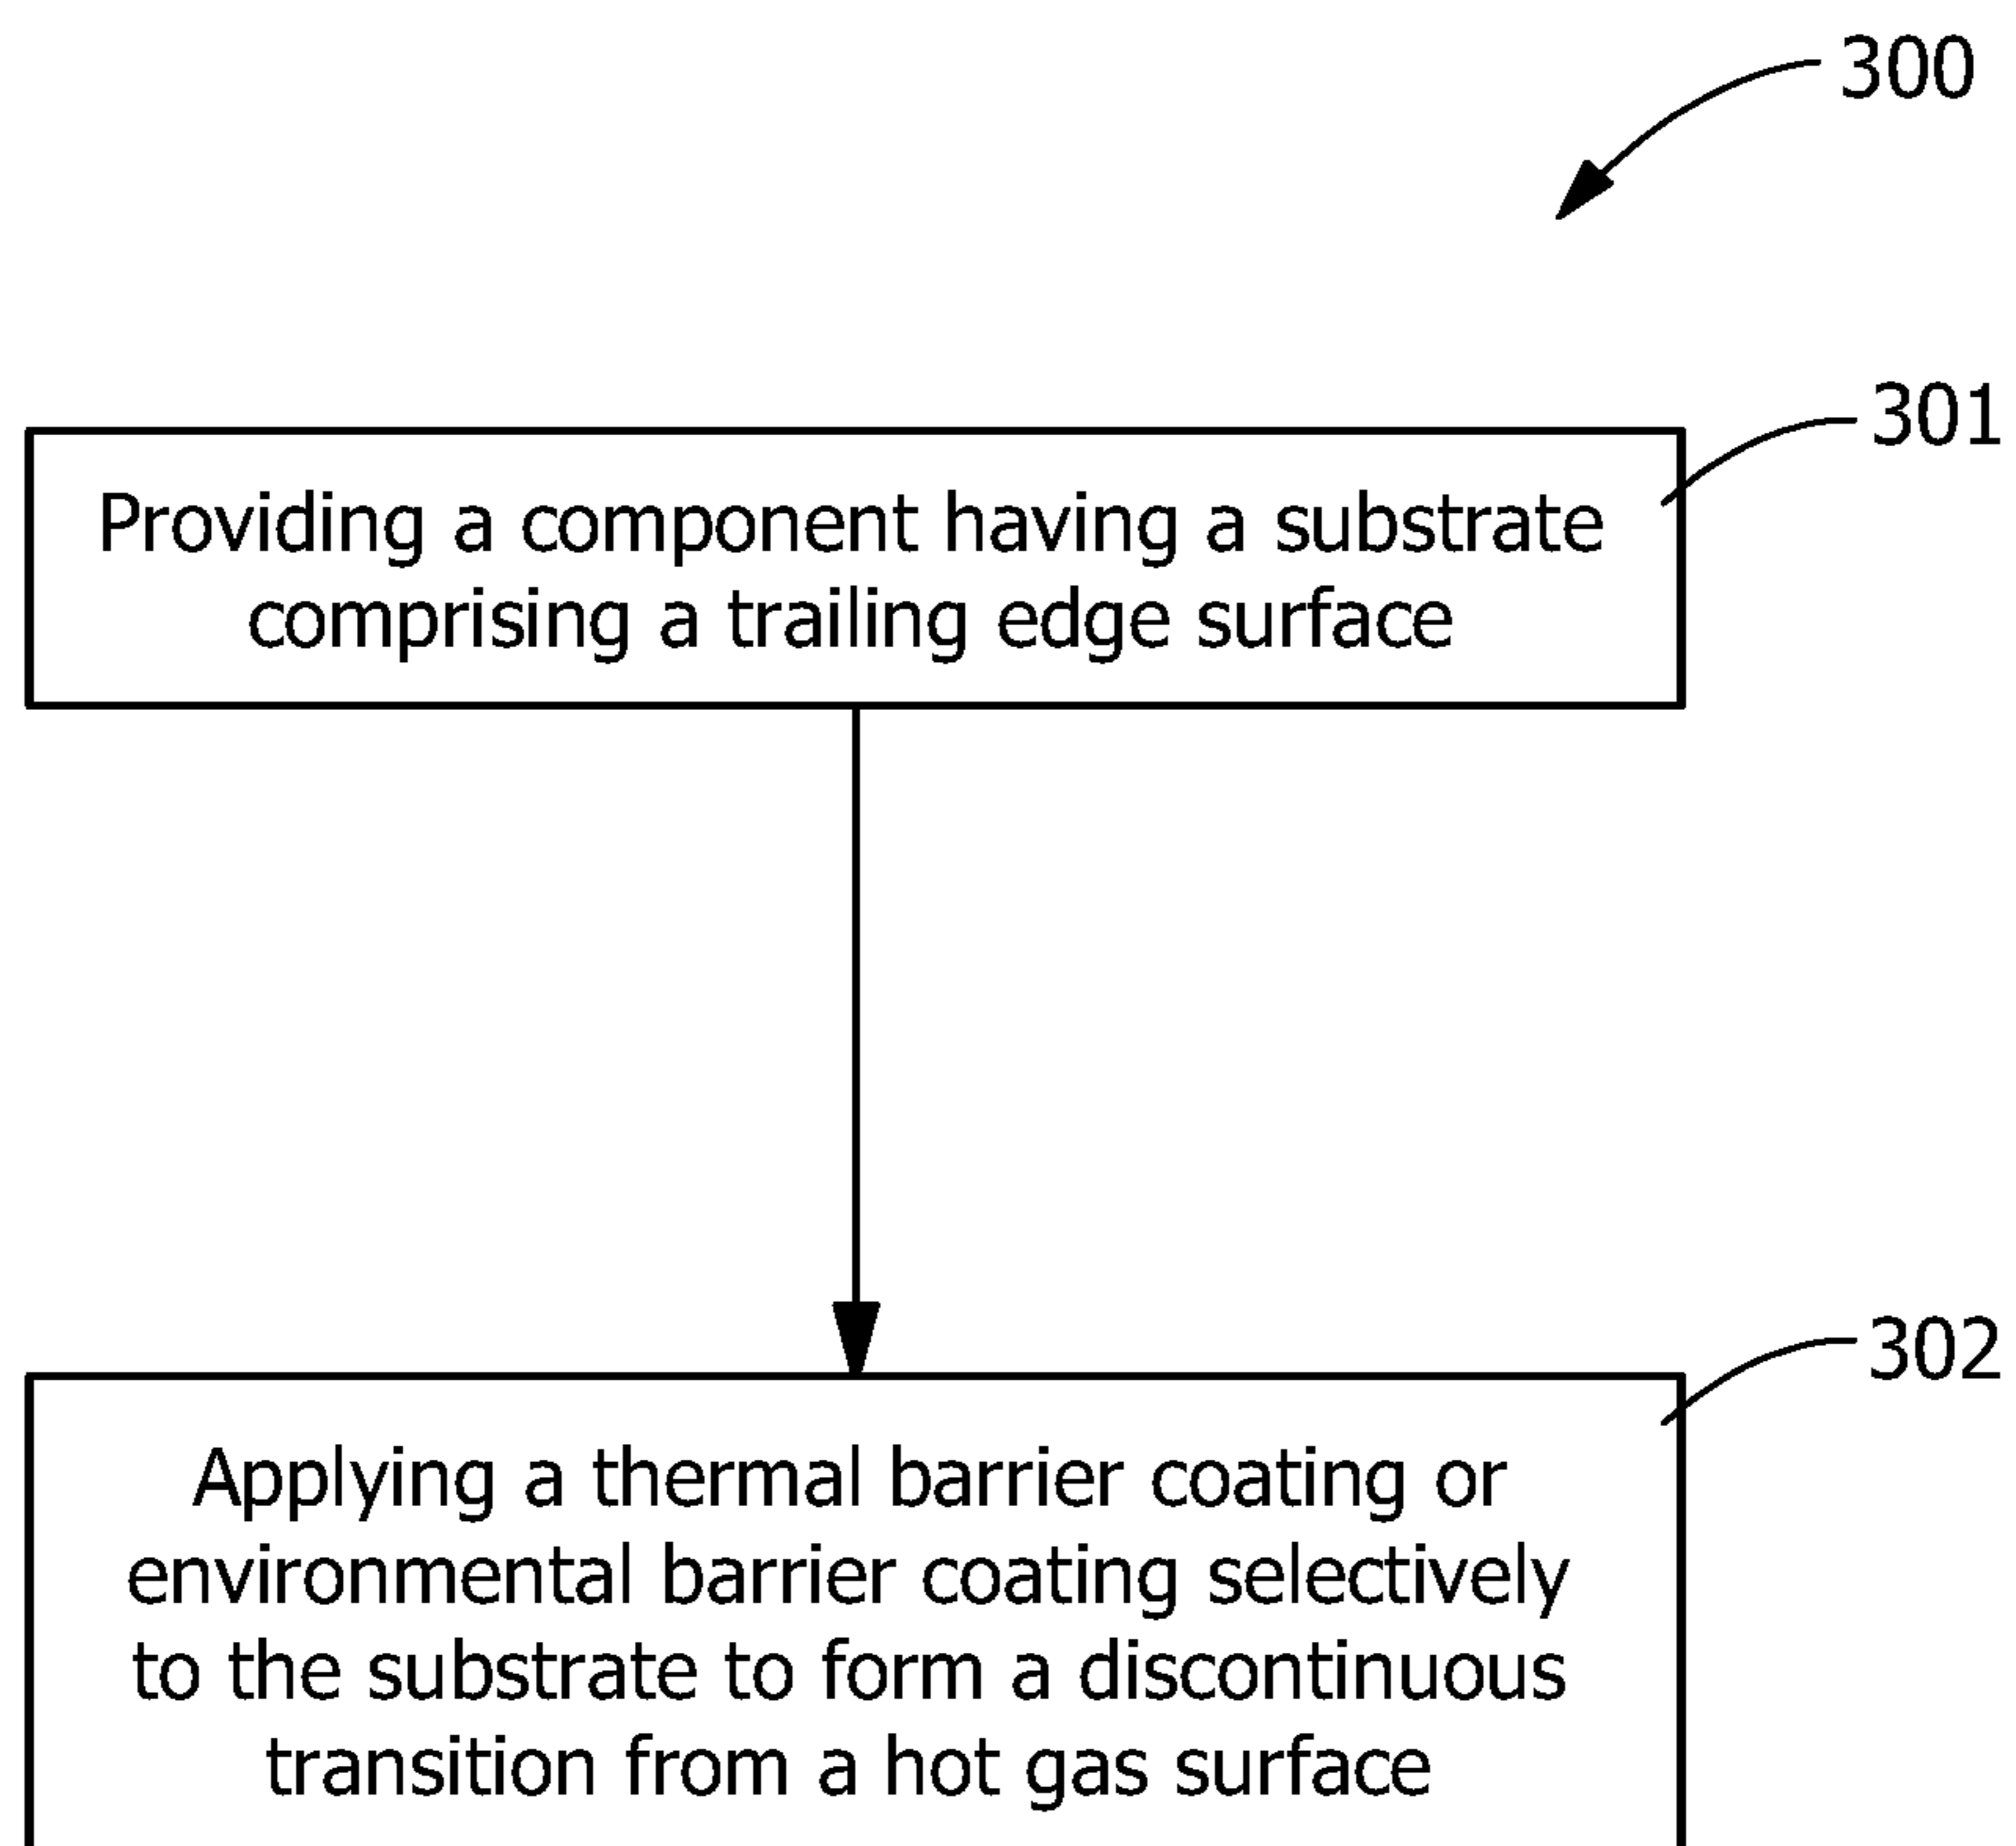 300
301
Providing a component having a substrate
comprising a trailing edge surface
302
Applying a thermal barrier coating or
environmental barrier coating selectively
to the substrate to form a discontinuous
transition from a hot gas surface